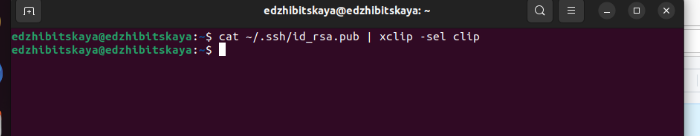 edzhibitskaya@edzhibitskaya: ~
edzhibitskaya@edzhibitskaya:~$ cat ~/.ssh/id_rsa.pub | xclip -sel clip
edzhibitskaya@edzhibitskaya:~$